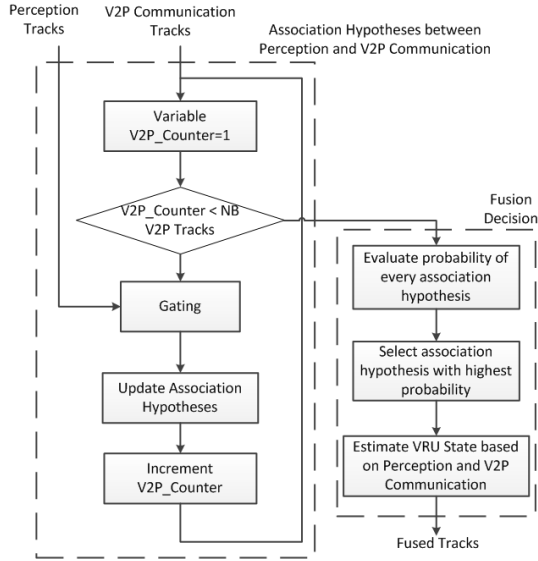 Perception
Tracks
V2P Communication
Tracks
Association Hypotheses between
Perception and V2P Communication
Variable
V2P_Counter=1
V2P_Counter < NB
V2P Tracks
Gating
Update Association
Hypotheses
Increment
V2P_Counter
Fusion
Decision
Evaluate probability of
every association
hypothesis
Select association
hypothesis with highest
probability
Estimate VRU State based
on Perception and V2P
Communication
Fused Tracks